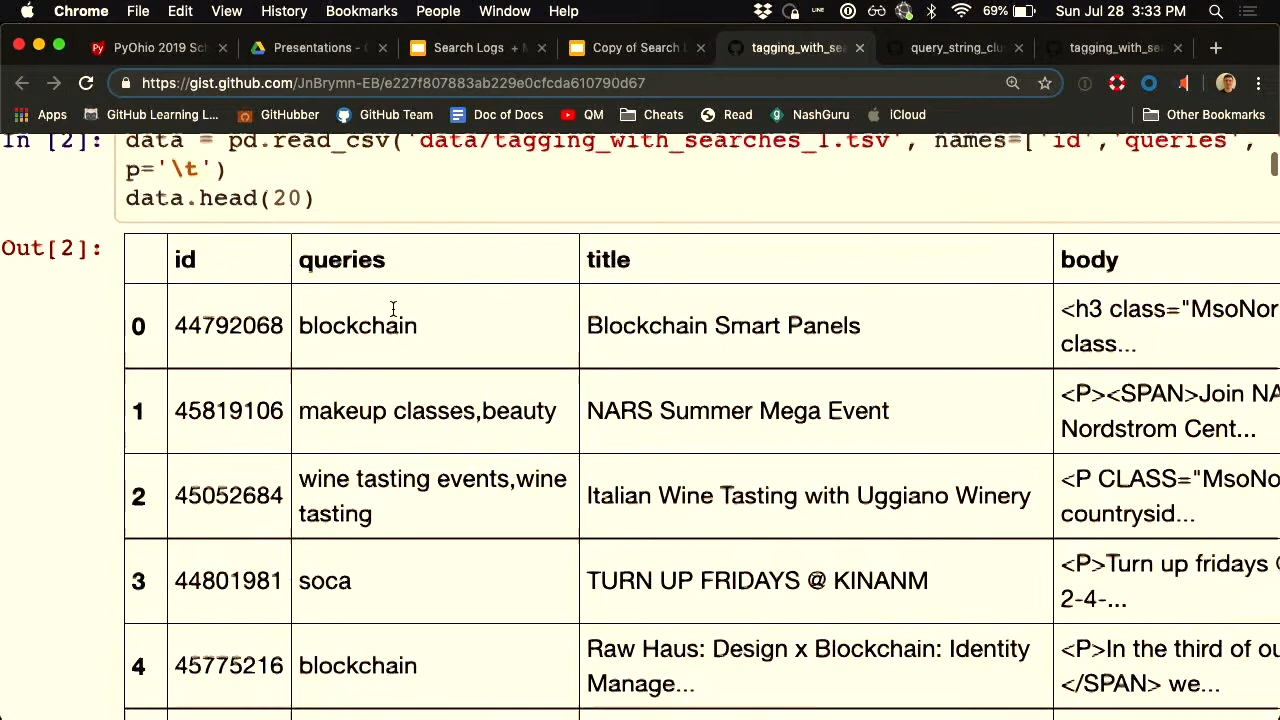 Chrome File Edit View History Bookmarks People Window Help LINE 69% Sun Jul 28 3:33 PM
PyOhio 2019 Sch Presentations - Search Logs + M Copy of Search L tagging_with_sea query_string_clu tagging_with_sea
https://gist.github.com/JnBrymn-EB/e227f807883ab229e0cfcda610790d67
Apps GitHub Learning L... GitHubber GitHub Team Doc of Docs QM Cheats Read NashGuru iCloud Other Bookmarks
In [2]: data = pd.read_csv('data/tagging_with_searches_1.tsv', names=['id','queries',
p='\t')
data.head(20)
Out[2]:
id queries title body
0 44792068 blockchain Blockchain Smart Panels <h3 class="MsoNor
class...
1 45819106 makeup classes,beauty NARS Summer Mega Event <P><SPAN>Join NA
Nordstrom Cent...
2 45052684 wine tasting events,wine Italian Wine Tasting with Uggiano Winery <P CLASS="MsoNo
tasting countrysid...
3 44801981 soca TURN UP FRIDAYS @ KINANM <P>Turn up fridays @
2-4-...
4 45775216 blockchain Raw Haus: Design x Blockchain: Identity <P>In the third of ou
Manage... </SPAN> we...